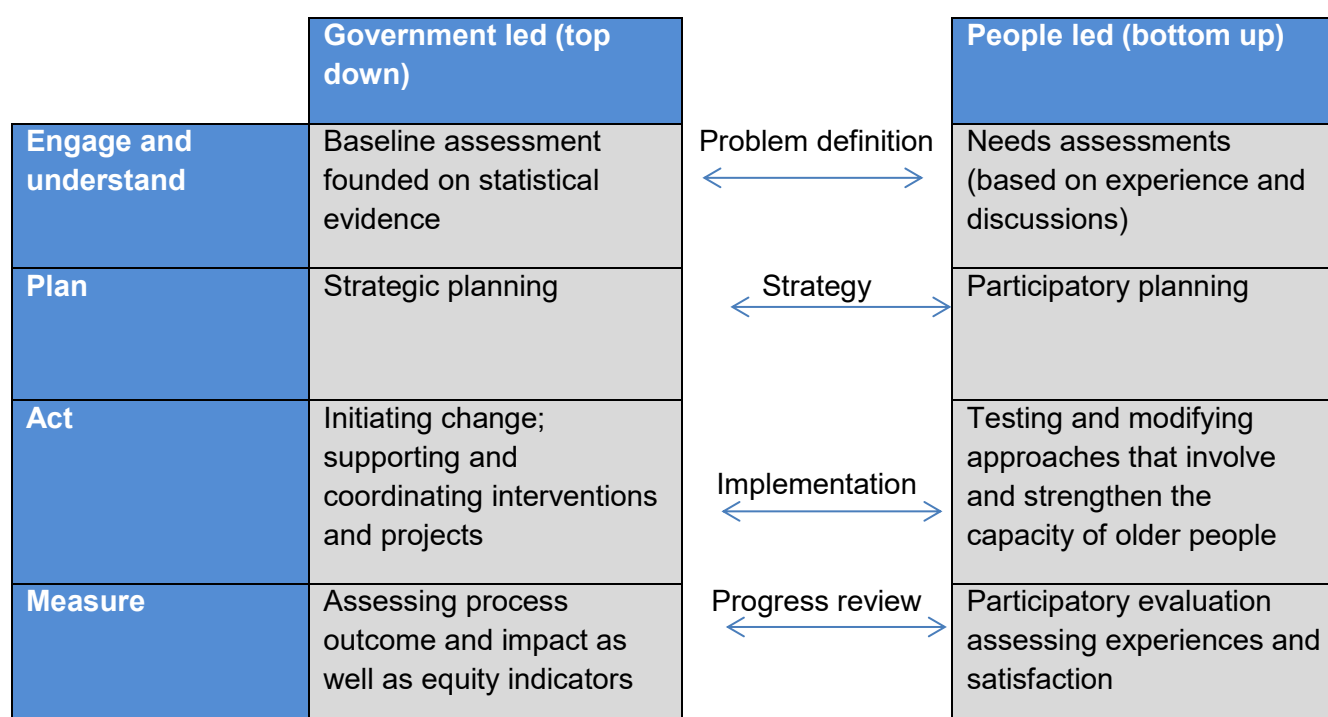 Government led (top
down)
People led (bottom up)
Engage and
understand
Baseline assessment
founded on statistical
evidence
Problem definition
Needs assessments
(based on experience and
discussions)
Plan
Strategic planning
Strategy
Participatory planning
Act
Initiating change;
supporting and
coordinating interventions
and projects
Implementation
Testing and modifying
approaches that involve
and strengthen the
capacity of older people
Measure
Assessing process
outcome and impact as
well as equity indicators
Progress review
Participatory evaluation
assessing experiences and
satisfaction